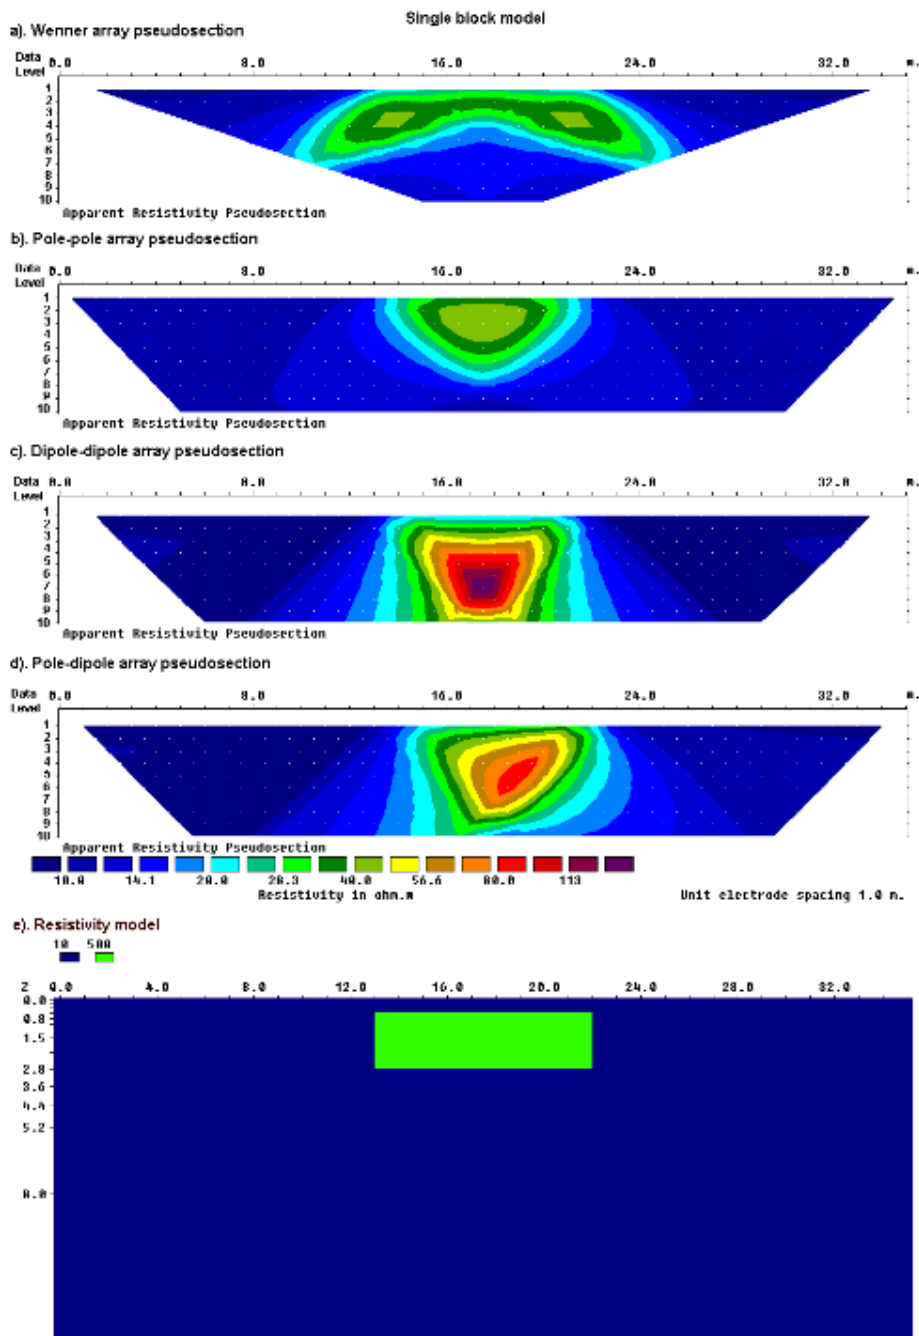 Single block model
a). Wenner array pseudosection
Data 0.0 8.0 16.0 24.0 32.0 m.
Level
1
2
3
4
5
6
7
8
9
10
Apparent Resistivity Pseudosection
b). Pole-pole array pseudosection
Data 0.0 8.0 16.0 24.0 32.0 m.
Level
1
2
3
4
5
6
7
8
9
10
Apparent Resistivity Pseudosection
c). Dipole-dipole array pseudosection
Data 0.0 8.0 16.0 24.0 32.0 m.
Level
1
2
3
4
5
6
7
8
9
10
Apparent Resistivity Pseudosection
d). Pole-dipole array pseudosection
Data 0.0 8.0 16.0 24.0 32.0 m.
Level
1
2
3
4
5
6
7
8
9
10
Apparent Resistivity Pseudosection
10.0 14.1 20.0 28.3 40.0 56.6 80.0 113
Resistivity in ohm.m Unit electrode spacing 1.0 m.
e). Resistivity model
10 500
Z 0.0 4.0 8.0 12.0 16.0 20.0 24.0 28.0 32.0
0.0
0.8
1.5
2.8
3.6
4.4
5.2
8.0